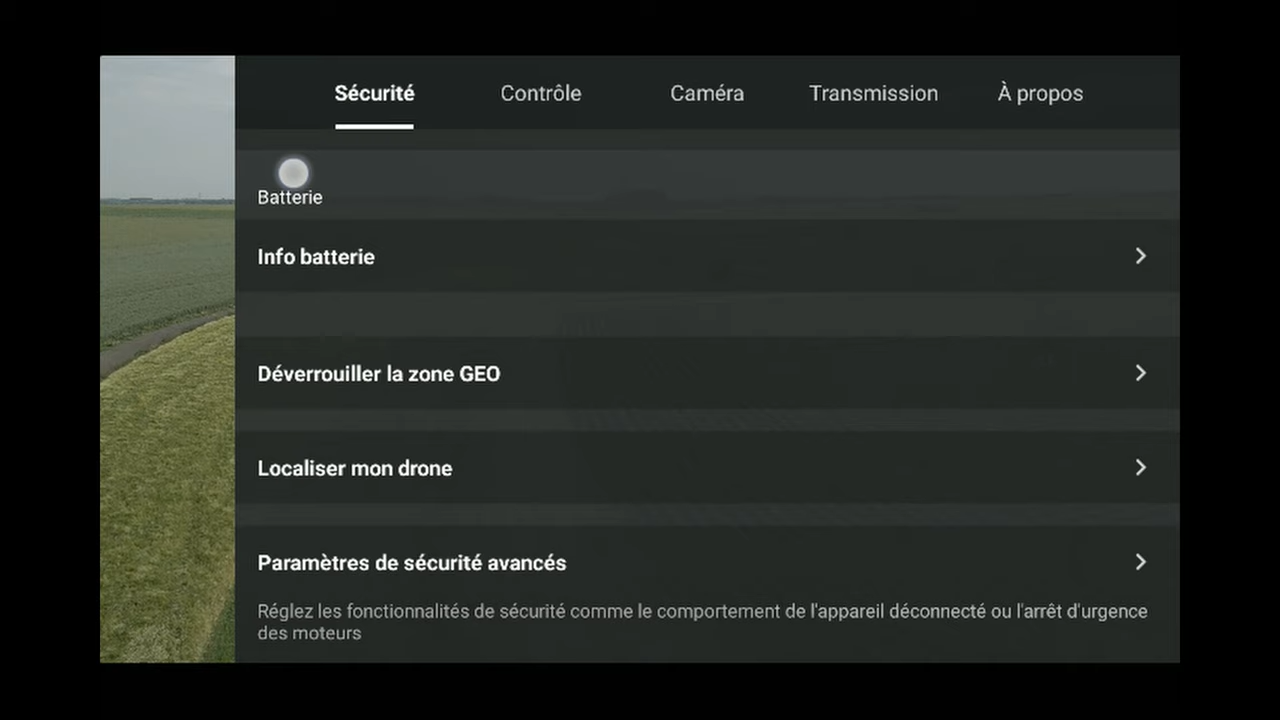 Sécurité Contrôle Caméra Transmission À propos
Batterie
Info batterie
Déverrouiller la zone GEO
Localiser mon drone
Paramètres de sécurité avancés
Réglez les fonctionnalités de sécurité comme le comportement de l'appareil déconnecté ou l'arrêt d'urgence
des moteurs